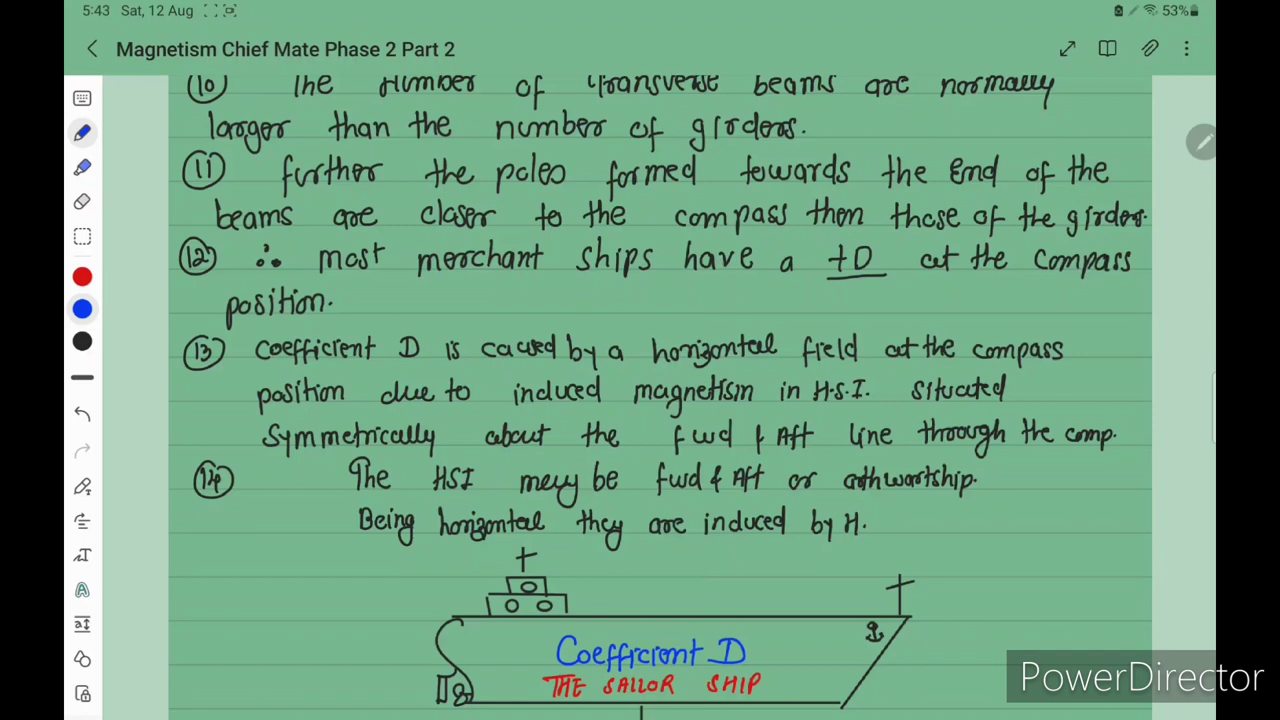 5:43 Sat, 12 Aug
53%
Magnetism Chief Mate Phase 2 Part 2
(10) The Number of transverse beams are normally
larger than the number of girders.
(11) further the poles formed towards the End of the
beams are closer to the compass then those of the girders.
(12) ∴ most merchant ships have a +D at the compass
position.
(13) Coefficient D is caused by a horizontal field at the compass
position due to induced magnetism in H.S.I. situated
Symmetrically about the fwd & Aft line through the comp.
(14) The HSI may be fwd & Aft or athwartship.
Being horizontal they are induced by H.
Coefficient D
THE SAILOR SHIP
PowerDirector